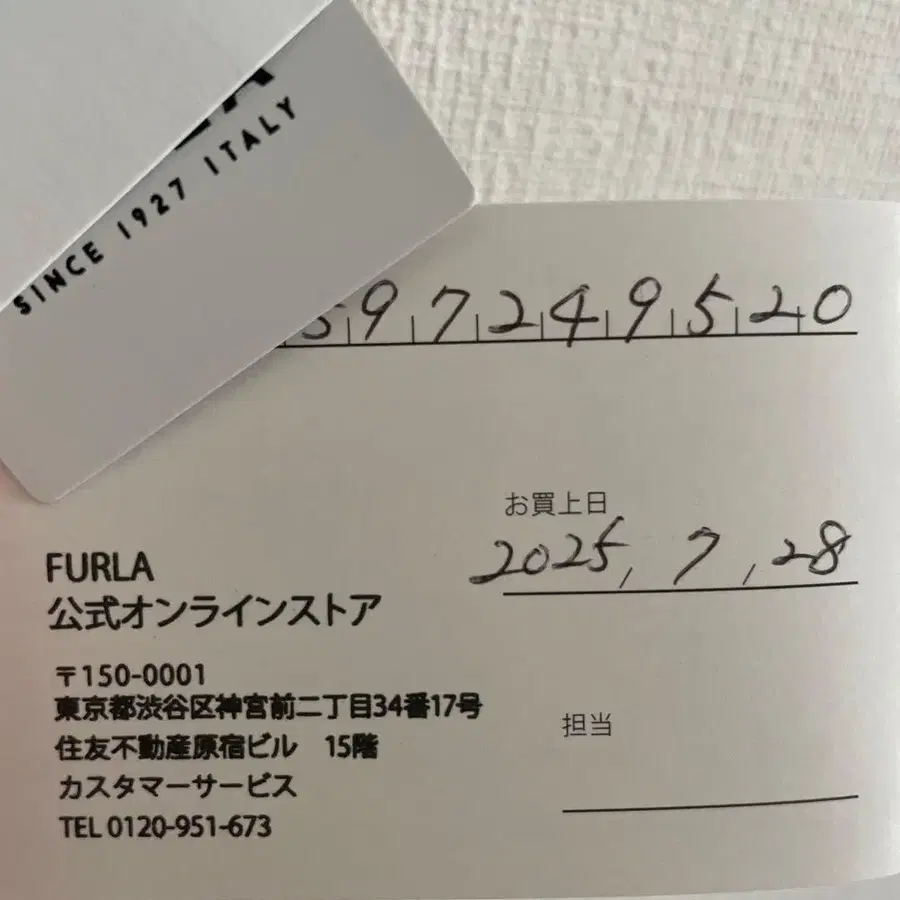 SINCE 1927 ITALY
597249520
お買上日
2025, 7, 28
FURLA
公式オンラインストア
〒150-0001
東京都渋谷区神宮前二丁目34番17号
住友不動産原宿ビル　15階
カスタマーサービス
TEL 0120-951-673
担当